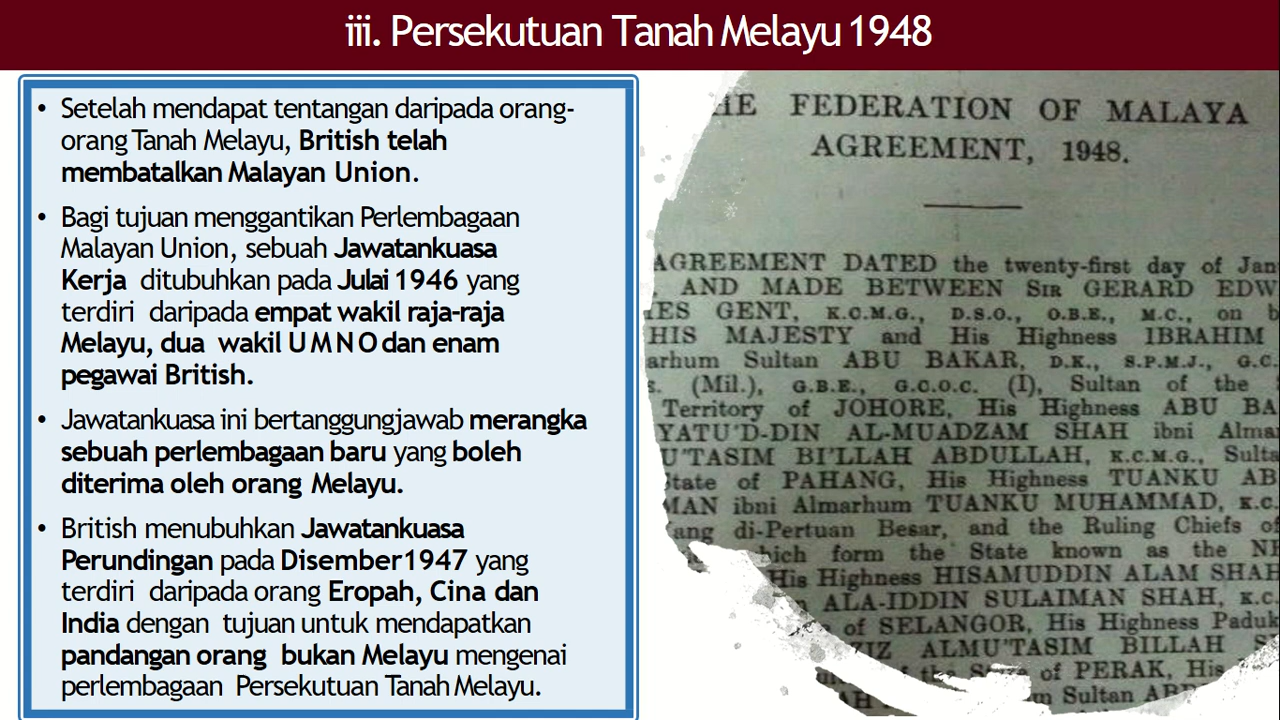 iii. Persekutuan Tanah Melayu 1948
• Setelah mendapat tentangan daripada orang-
orang Tanah Melayu, British telah
membatalkan Malayan Union.
• Bagi tujuan menggantikan Perlembagaan
Malayan Union, sebuah Jawatankuasa
Kerja ditubuhkan pada Julai 1946 yang
terdiri daripada empat wakil raja-raja
Melayu, dua wakil UMNO dan enam
pegawai British.
• Jawatankuasa ini bertanggungjawab merangka
sebuah perlembagaan baru yang boleh
diterima oleh orang Melayu.
• British menubuhkan Jawatankuasa
Perundingan pada Disember 1947 yang
terdiri daripada orang Eropah, Cina dan
India dengan tujuan untuk mendapatkan
pandangan orang bukan Melayu mengenai
perlembagaan Persekutuan Tanah Melayu.
FEDERATION OF MALAYA
AGREEMENT, 1948.
AGREEMENT DATED the twenty-first day of
AND MADE BETWEEN SIR GERARD
GENT, K.C.M.G., D.S.O., O.B.E., M.C., on
HIS MAJESTY and His Highness IBRAHIM
Sultan ABU BAKAR, D.K., S.P.M.J.,
(Mil.), G.B.E., G.C.O.C. (I), Sultan of the
Territory of JOHORE, His Highness ABU
AL-MUADZAM SHAH ibni
BI'LLAH ABDULLAH, K.C.M.G.,
State of PAHANG, His Highness TUANKU
ibni Almarhum TUANKU MUHAMMAD,
di-Pertuan Besar, and the Ruling Chiefs
which form the State known as the
His Highness HISAMUDDIN ALAM SHAH
ALA-IDDIN SULAIMAN SHAH,
of SELANGOR, His Highness
ALMU'TASIM BILLAH
of PERAK, His
Sultan